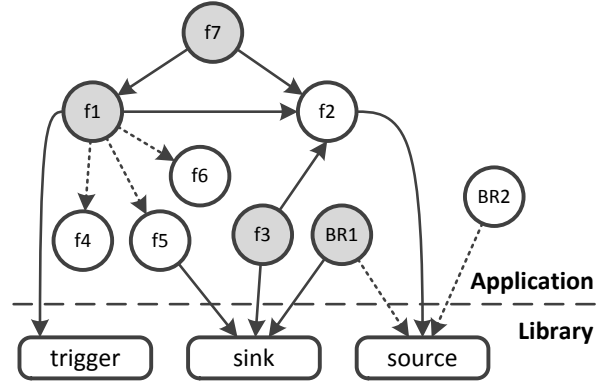 f7
f1
f2
f6
BR2
f4
f5
f3
BR1
Application
Library
trigger
sink
source